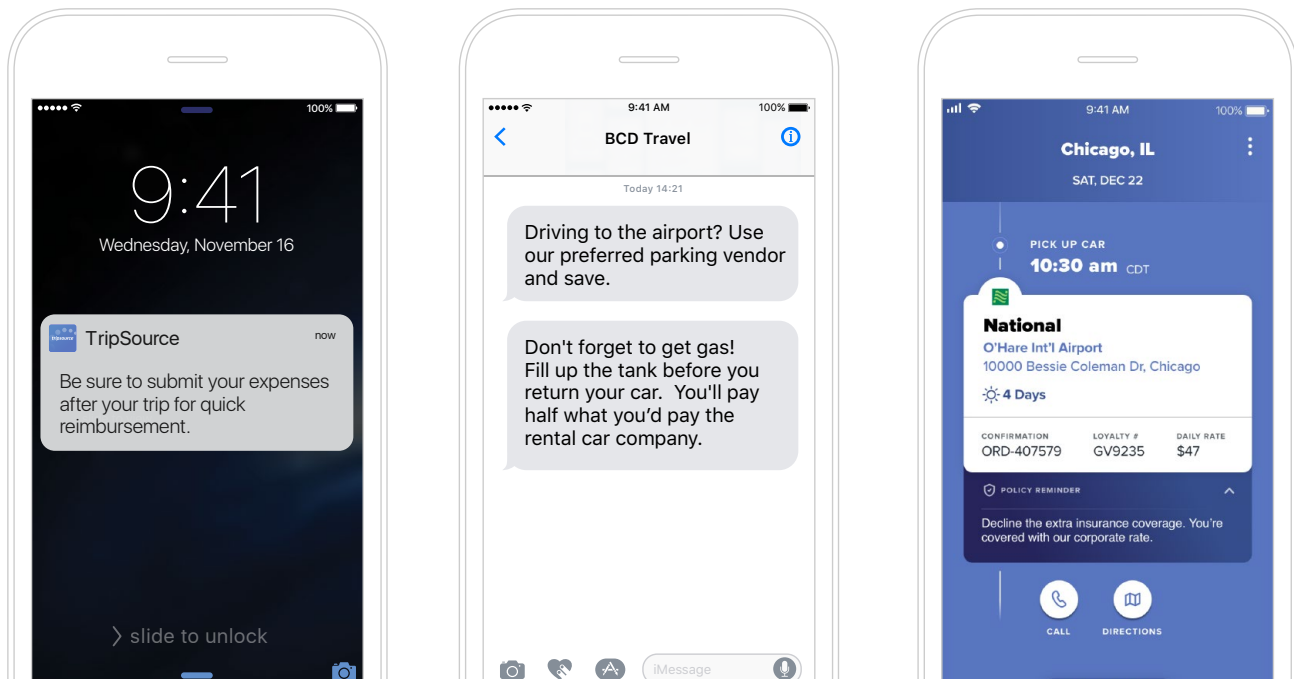 100%
9:41
Wednesday, November 16
tripsource
TripSource
now
Be sure to submit your expenses
after your trip for quick
reimbursement.
slide to unlock
9:41 AM
100%
BCD Travel
Today 14:21
Driving to the airport? Use
our preferred parking vendor
and save.
Don't forget to get gas!
Fill up the tank before you
return your car. You'll pay
half what you’d pay the
rental car company.
iMessage
9:41 AM
100%
Chicago, IL
SAT, DEC 22
PICK UP CAR
10:30 am CDT
National
O’Hare Int’l Airport
10000 Bessie Coleman Dr, Chicago
4 Days
CONFIRMATION LOYALTY # DAILY RATE
ORD-407579 GV9235 $47
POLICY REMINDER
Decline the extra insurance coverage. You’re
covered with our corporate rate.
CALL DIRECTIONS